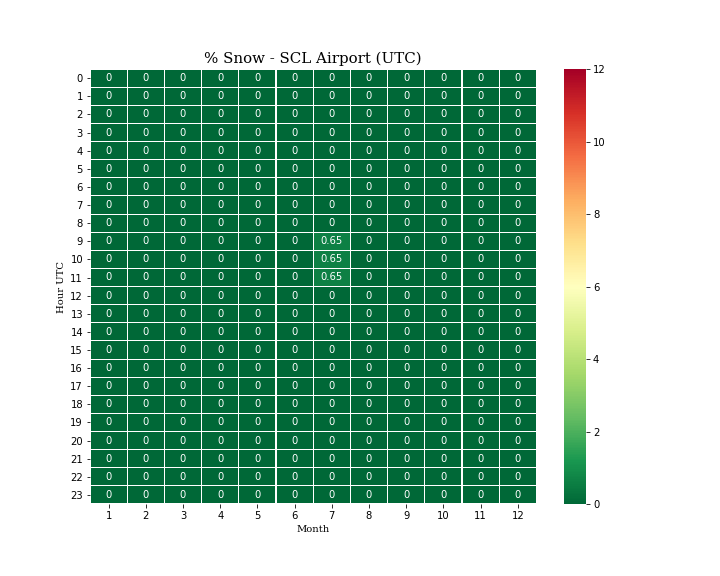 % Snow - SCL Airport (UTC)
0 0 0 0 0 0 0 0 0 0 0 0 0
1 0 0 0 0 0 0 0 0 0 0 0 0
2 0 0 0 0 0 0 0 0 0 0 0 0
3 0 0 0 0 0 0 0 0 0 0 0 0
4 0 0 0 0 0 0 0 0 0 0 0 0
5 0 0 0 0 0 0 0 0 0 0 0 0
6 0 0 0 0 0 0 0 0 0 0 0 0
7 0 0 0 0 0 0 0 0 0 0 0 0
8 0 0 0 0 0 0 0 0 0 0 0 0
9 0 0 0 0 0 0 0.65 0 0 0 0 0
10 0 0 0 0 0 0 0.65 0 0 0 0 0
11 0 0 0 0 0 0 0.65 0 0 0 0 0
12 0 0 0 0 0 0 0 0 0 0 0 0
13 0 0 0 0 0 0 0 0 0 0 0 0
14 0 0 0 0 0 0 0 0 0 0 0 0
15 0 0 0 0 0 0 0 0 0 0 0 0
16 0 0 0 0 0 0 0 0 0 0 0 0
17 0 0 0 0 0 0 0 0 0 0 0 0
18 0 0 0 0 0 0 0 0 0 0 0 0
19 0 0 0 0 0 0 0 0 0 0 0 0
20 0 0 0 0 0 0 0 0 0 0 0 0
21 0 0 0 0 0 0 0 0 0 0 0 0
22 0 0 0 0 0 0 0 0 0 0 0 0
23 0 0 0 0 0 0 0 0 0 0 0 0
1 2 3 4 5 6 7 8 9 10 11 12
Month
Hour UTC
12
10
8
6
4
2
0